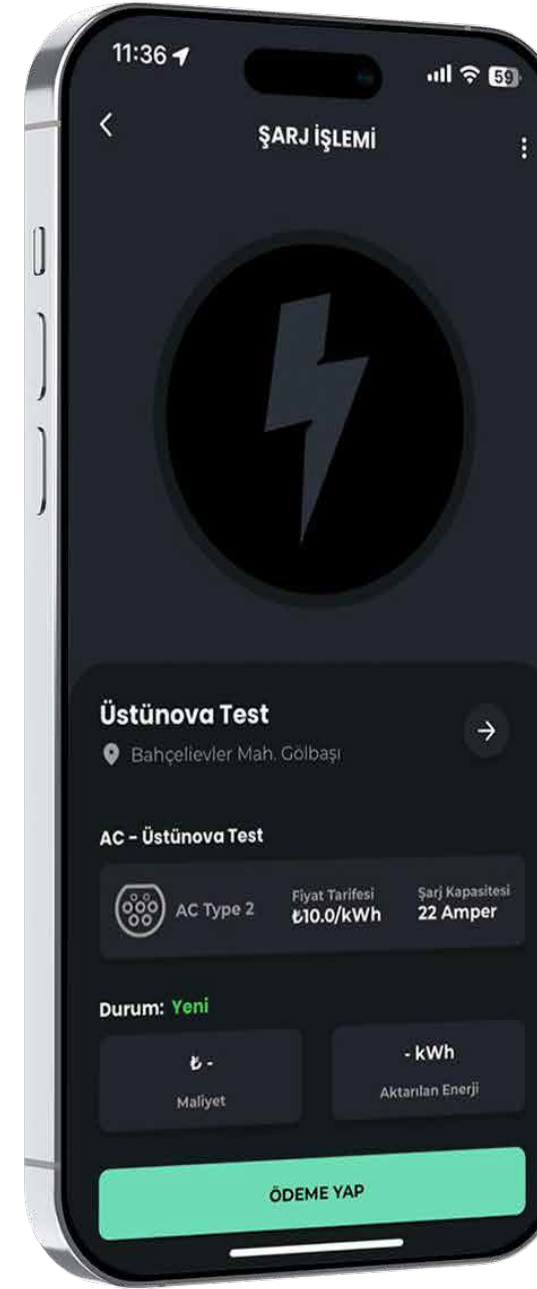 11:36
59
ŞARJ İŞLEMİ
Üstünova Test
Bahçelievler Mah. Gölbaşı
AC - Üstünova Test
AC Type 2
Fiyat Tarifesi
₺10.0/kWh
Şarj Kapasitesi
22 Amper
Durum: Yeni
₺ -
Maliyet
- kWh
Aktarılan Enerji
ÖDEME YAP